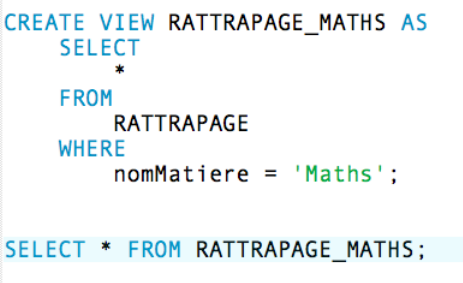 CREATE VIEW RATTRAPAGE_MATHS AS
SELECT
*
FROM
RATTRAPAGE
WHERE
nomMatiere = 'Maths';
SELECT * FROM RATTRAPAGE_MATHS;